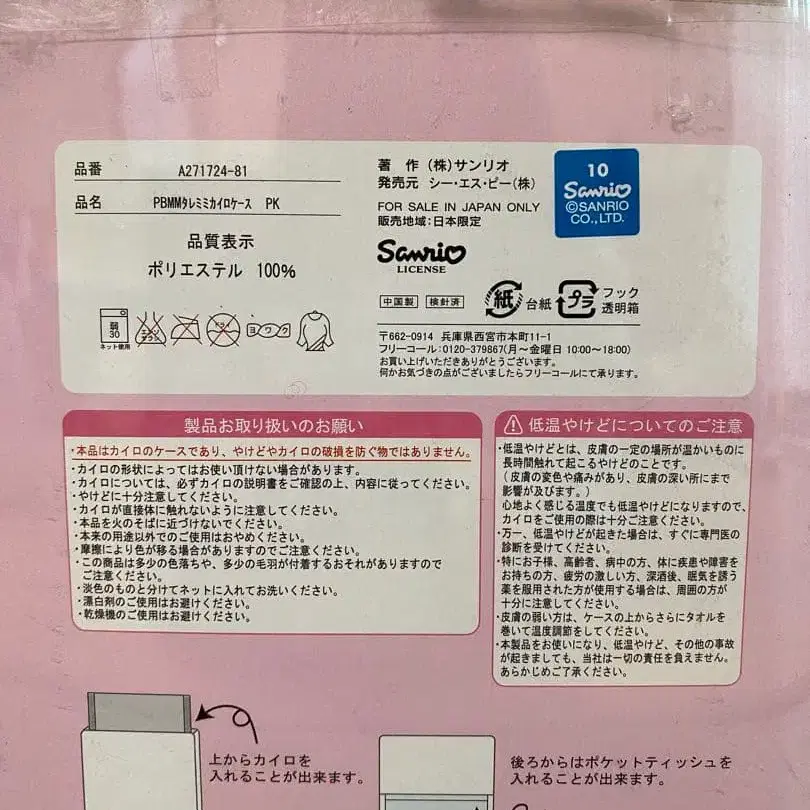 品番 A271724-81
品名 PBMMタレミミカイロケース PK
品質表示
ポリエステル 100%
弱
30
ネット使用
エンソ
サラシ
ドライ
ヨワク
著 作 (株)サンリオ
発売元 シー・エス・ピー(株)
FOR SALE IN JAPAN ONLY
販売地域:日本限定
10
Sanrio
©SANRIO
CO.,LTD.
Sanrio
LICENSE
中国製 検針済
紙 台紙
プラ フック
透明箱
〒662-0914 兵庫県西宮市本町11-1
フリーコール:0120-379867(月〜金曜日 10:00〜18:00)
お買い上げいただきありがとうございます。
何かお気づきの点がございましたらフリーコールにて承ります。
製品お取り扱いのお願い
・本品はカイロのケースであり、やけどやカイロの破損を防ぐ物ではありません。
・カイロの形状によってはお使い頂けない場合があります。
・カイロについては、必ずカイロの説明書をご確認の上、内容に従ってください。
・やけどに十分注意してください。
・カイロが直接体に触れないように注意してください。
・本品を火のそばに近づけないでください。
・本来の用途以外でのご使用はおやめください。
・摩擦により色が移る場合がありますのでご注意ください。
・この商品は多少の色落ちや、多少の毛羽が付着するおそれがありますので
ご注意ください。
・淡色のものと分けてネットに入れてお洗いください。
・漂白剤のご使用はお避けください。
・乾燥機のご使用はお避けください。
低温やけどについてのご注意
・低温やけどとは、皮膚の一定の場所が温かいものに
長時間触れて起こるやけどのことです。
(皮膚の変色や痛みがあり、皮膚の深い所にまで
影響が及びます。)
心地よく感じる温度でも低温やけどになりますので、
カイロをご使用の際は十分ご注意ください。
・万一、低温やけどが起きた場合は、すぐに専門医の
診断を受けてください。
・特にお子様、高齢者、病中の方、体に疾患や障害を
お持ちの方、疲労の激しい方、深酒後、眠気を誘う
薬を服用された方が使用する場合は、周囲の方が
十分に注意してください。
・皮膚の弱い方は、ケースの上からさらにタオルを
巻いて温度調節をしてください。
・本製品をお使いになり、低温やけど、その他の事故
が起きましても、当社は一切の責任を負えません。
あらかじめご了承ください。
上からカイロを
入れることが出来ます。
後ろからはポケットティッシュを
入れることが出来ます。